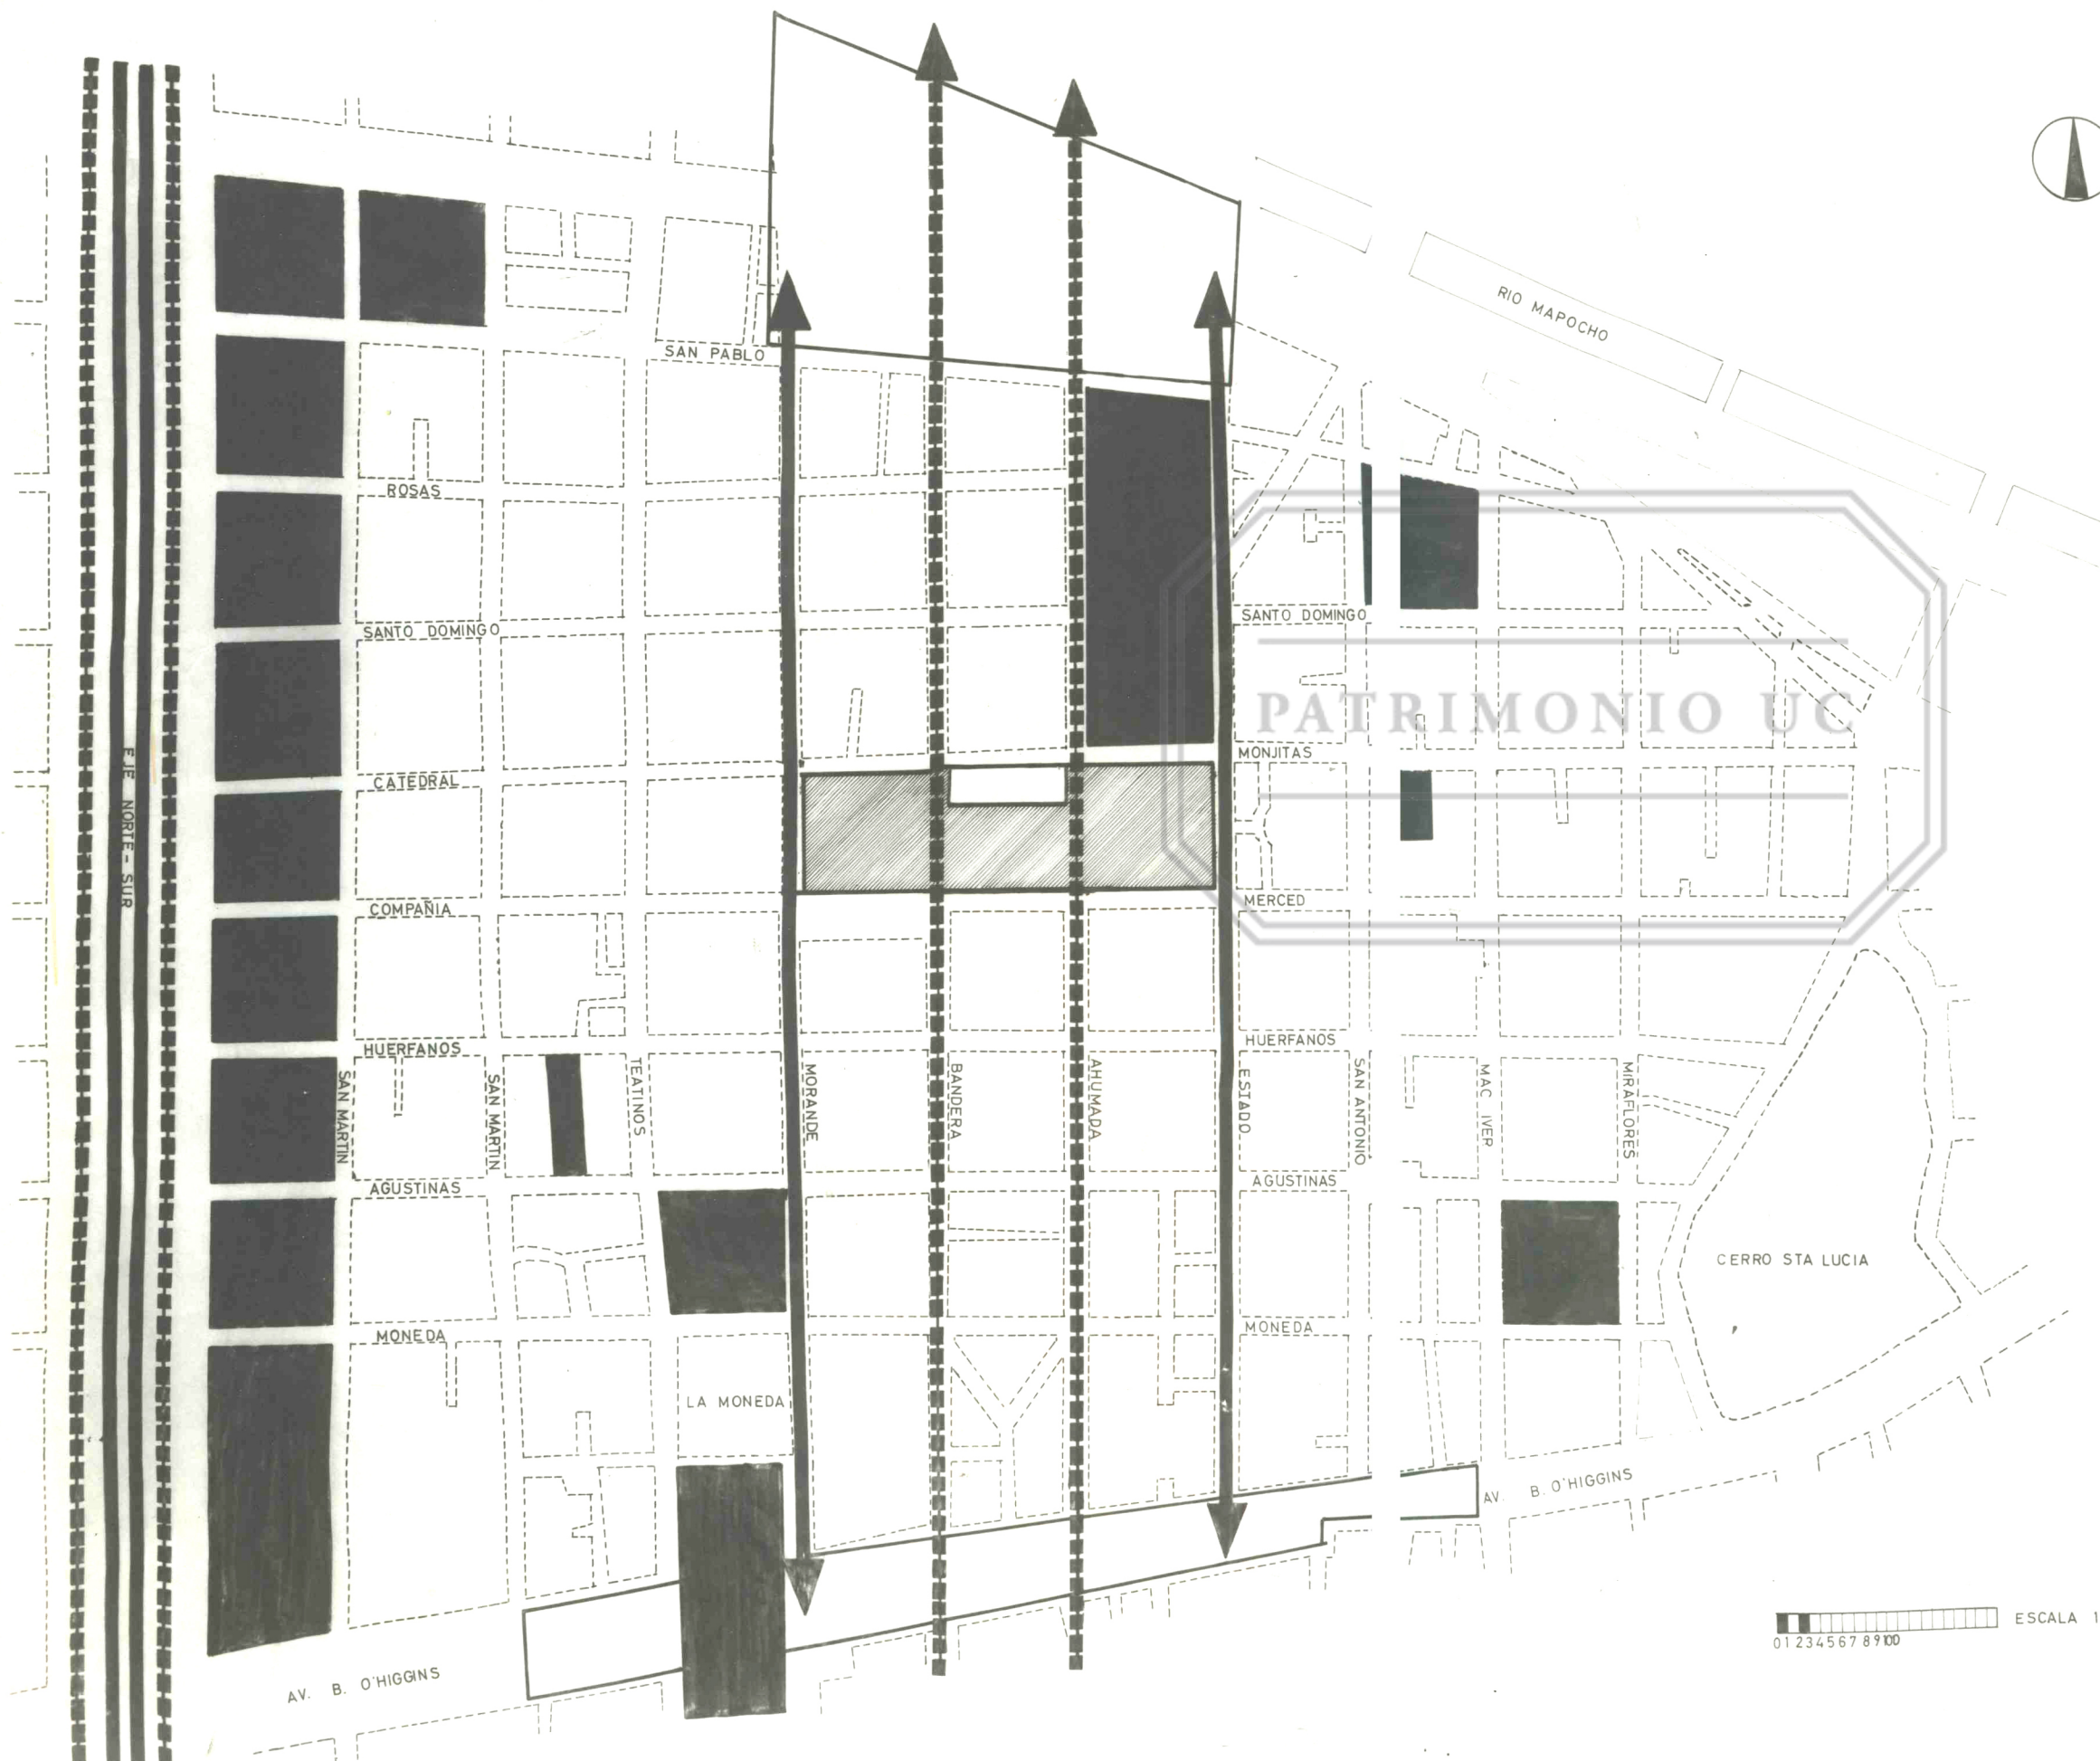 RIO MAPOCHO
SAN PABLO
ROSAS
SANTO DOMINGO
SANTO DOMINGO
PATRIMONIO UC
MONJITAS
CATEDRAL
EJE NORTE-SUR
COMPAÑIA
MERCED
HUERFANOS
HUERFANOS
SAN MARTIN
SAN MARTIN
TEATINOS
MORANDE
BANDERA
AHUMADA
ESTADO
SAN ANTONIO
MAC IVER
MIRAFLORES
AGUSTINAS
AGUSTINAS
CERRO STA LUCIA
MONEDA
MONEDA
LA MONEDA
AV. B. O'HIGGINS
AV. B. O'HIGGINS
ESCALA 1
0 1 2 3 4 5 6 7 8 9 100